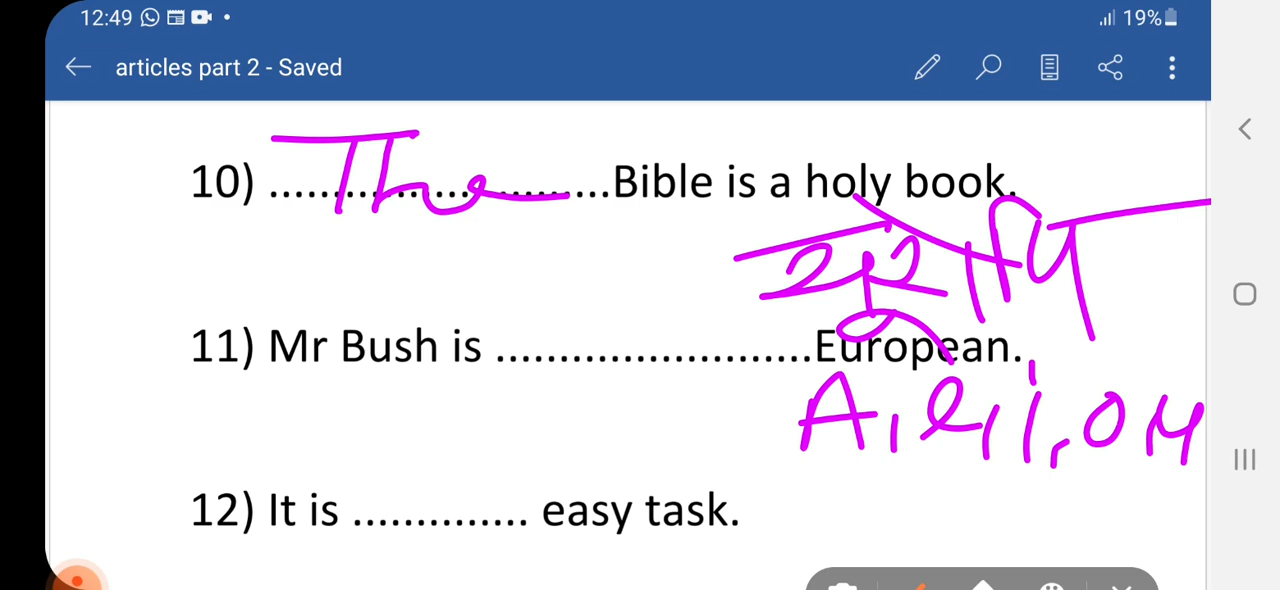 12:49 19%
articles part 2 - Saved
10) The Bible is a holy book.
11) Mr Bush is ........................European.
A, e, i, o, u
12) It is .............. easy task.